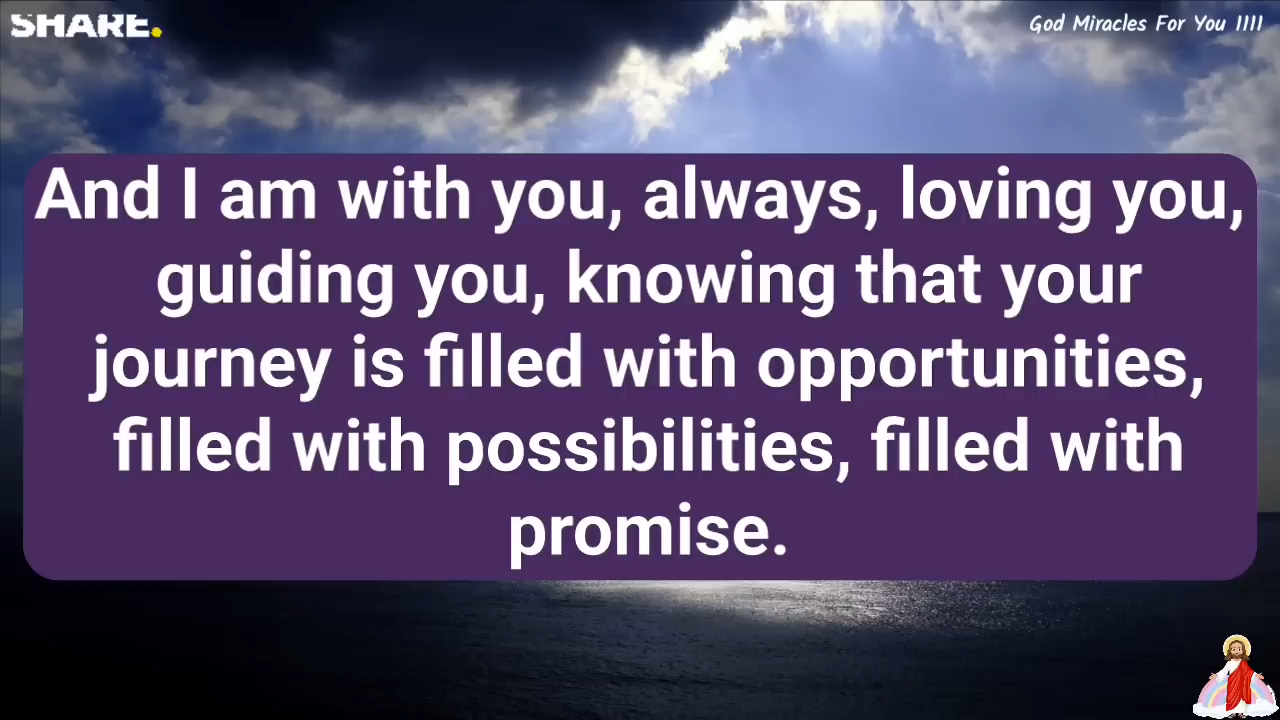 SHARE.
God Miracles For You 1111
And I am with you, always, loving you,
guiding you, knowing that your
journey is filled with opportunities,
filled with possibilities, filled with
promise.